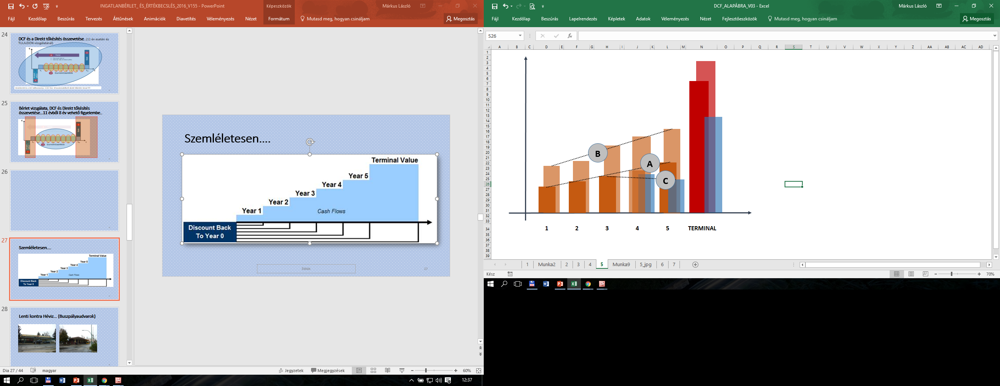 INGATLANBÉRLET_ ÉS_ÉRTÉKBECSLÉS_2016_V155 - PowerPoint
Képeszközök
Márkus László
Fájl Kezdőlap Beszúrás Tervezés Áttűnések Animációk Diavetítés Véleményezés Nézet Formátum Mutasd meg, hogyan csináljam Megosztás
24
DCF és a Direkt tőkésítés összevetése...(11 év esetén és
TULAJDON vizsgálatánál)
Current Cashflow
25
Bérlet vizsgálata, DCF és Direkt tőkésítés
összevetése...11 évből 8 év vehető figyelembe..
Current Cashflow
26
27
Szemléletesen....
Terminal Value
Year 5
Year 4
Year 3
Year 2
Year 1
Cash Flows
Discount Back
To Year 0
28
Lenti kontra Hévíz... (Buszpályaudvarok)
Szemléletesen....
Terminal Value
Year 5
Year 4
Year 3
Year 2
Year 1
Cash Flows
Discount Back
To Year 0
Élőláb
27
Dia 27 / 44 magyar Jegyzetek Megjegyzések 60%
12:37
DCF_ALAPÁBRA_V03 - Excel
Márkus László
Fájl Kezdőlap Beszúrás Lapelrendezés Képletek Adatok Véleményezés Nézet Fejlesztőeszközök Mutasd meg, hogyan csináljam Megosztás
S26 fx
A B C D E F G H I J K L M N O P Q R S T U V W X Y Z AA AB AC AD
1
2
3
4
5
6
7
8
9
10
11
12
13
14
15
16
17
18
19
20
21
22
23
24
25
26
27
28
29
30
31
32
33
34
35
36
37
38
39
B
A
C
1 2 3 4 5 TERMINAL
1 Munka2 2 3 4 5 Munka9 5_jpg 6 7
Kész 70%